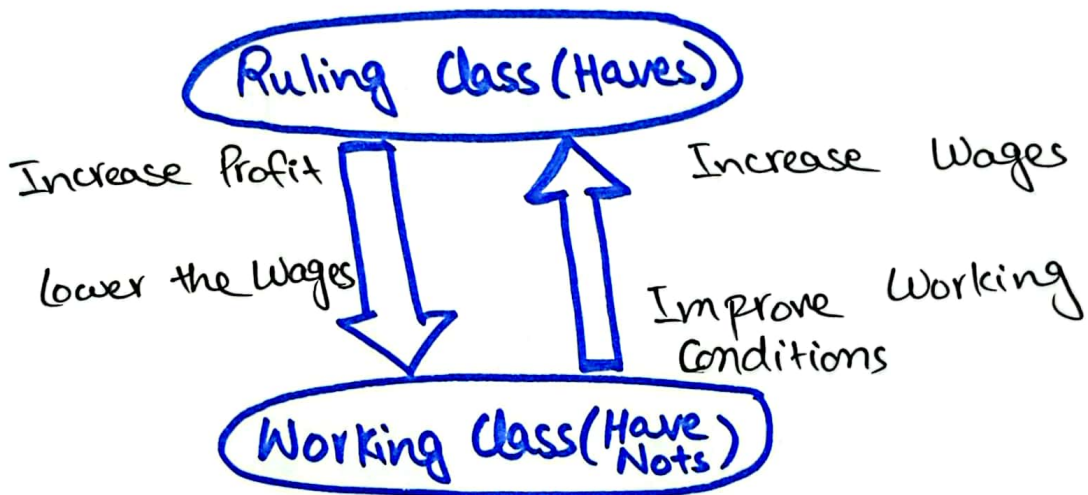 Ruling Class (Haves)
Increase Profit
Lower the Wages
Increase Wages
Improve Working
Conditions
Working Class (Have
Nots)